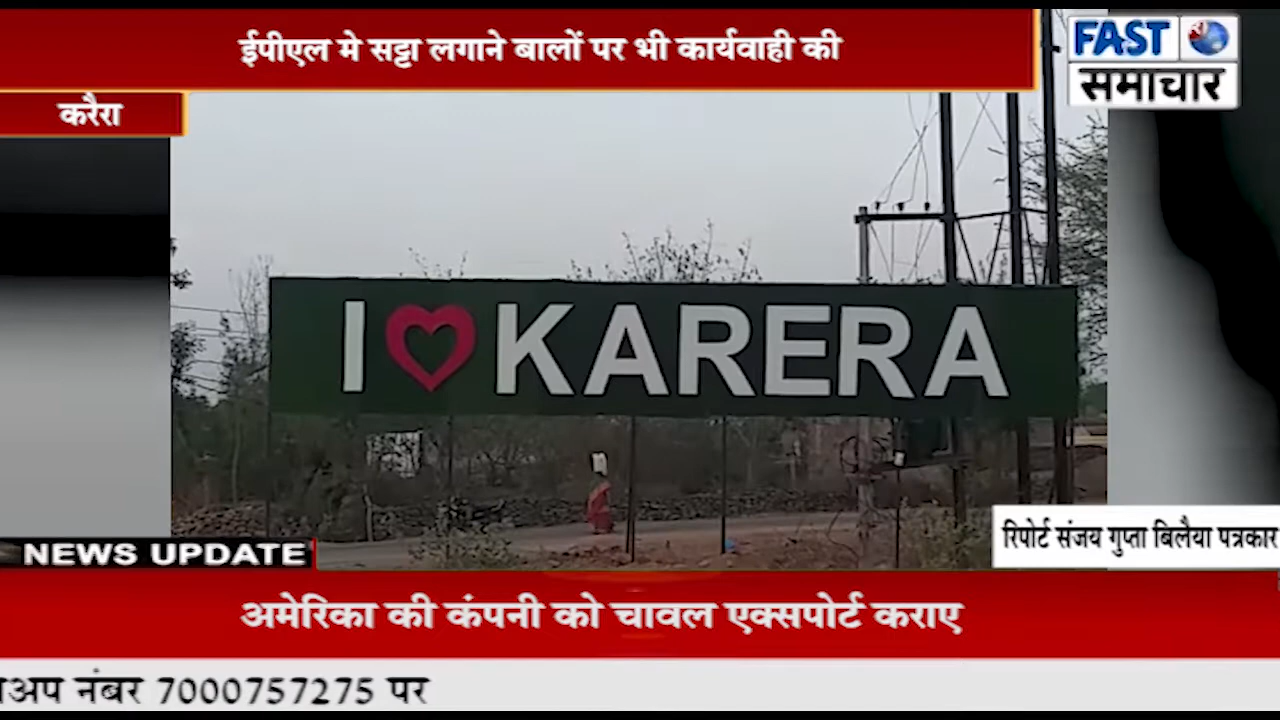 ईपीएल मे सट्टा लगाने बालों पर भी कार्यवाही की
FAST
समाचार
करैरा
I KARERA
रिपोर्ट संजय गुप्ता बिलैया पत्रकार
NEWS UPDATE
अमेरिका की कंपनी को चावल एक्सपोर्ट कराए
नंबर 7000757275 पर